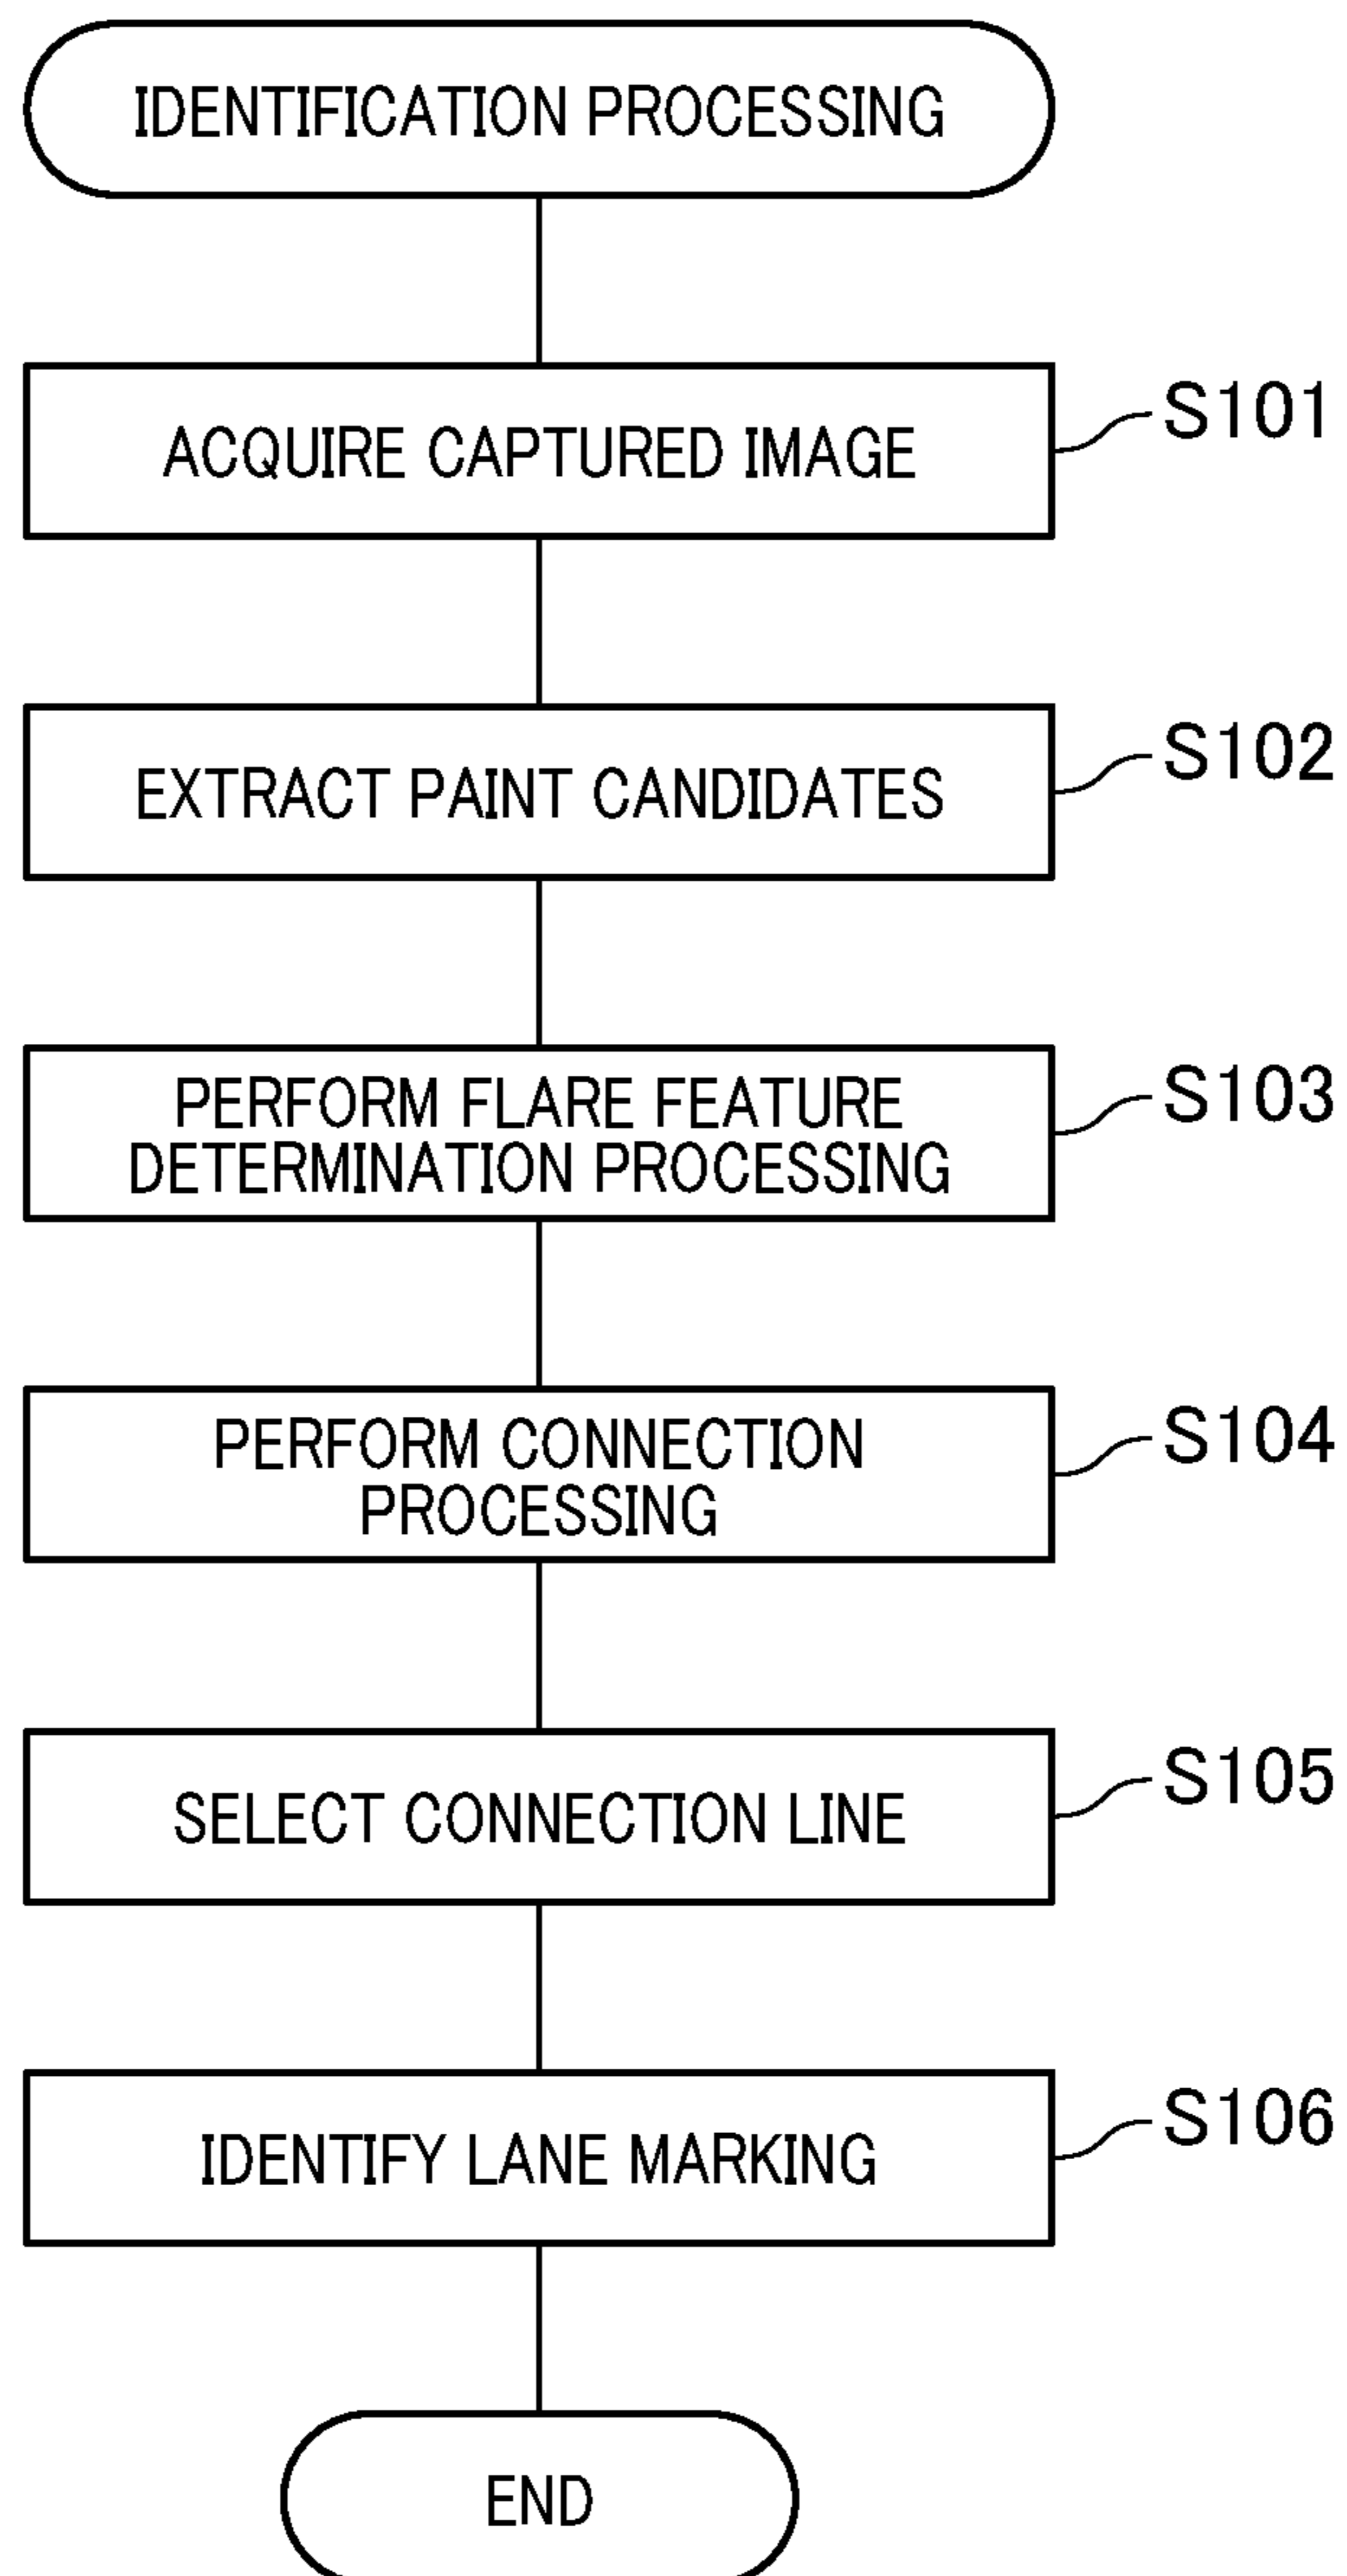 IDENTIFICATION PROCESSING
ACQUIRE CAPTURED IMAGE
S101
EXTRACT PAINT CANDIDATES
S102
PERFORM FLARE FEATURE
DETERMINATION PROCESSING
S103
PERFORM CONNECTION
PROCESSING
S104
SELECT CONNECTION LINE
S105
IDENTIFY LANE MARKING
S106
END